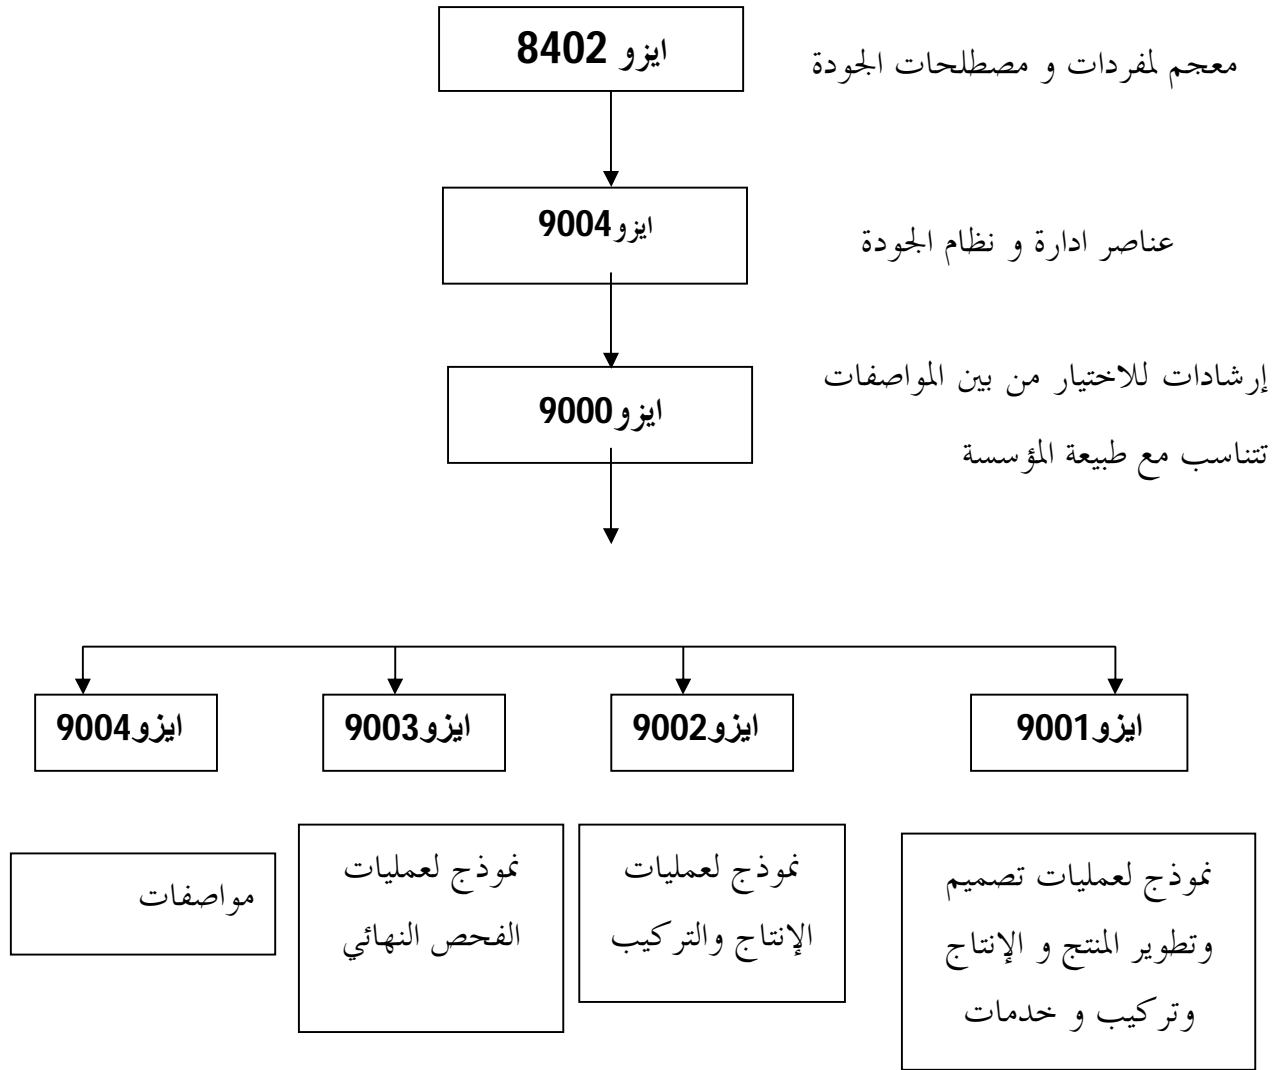 ايزو 8402
معجم لمفردات و مصطلحات الجودة
ايزو9004
عناصر ادارة و نظام الجودة
ايزو9000
إرشادات للاختيار من بين المواصفات
تتناسب مع طبيعة المؤسسة
ايزو9001
ايزو9002
ايزو9003
ايزو9004
نموذج لعمليات تصميم
وتطوير المنتج و الإنتاج
وتركيب و خدمات
نموذج لعمليات
الإنتاج والتركيب
نموذج لعمليات
الفحص النهائي
مواصفات